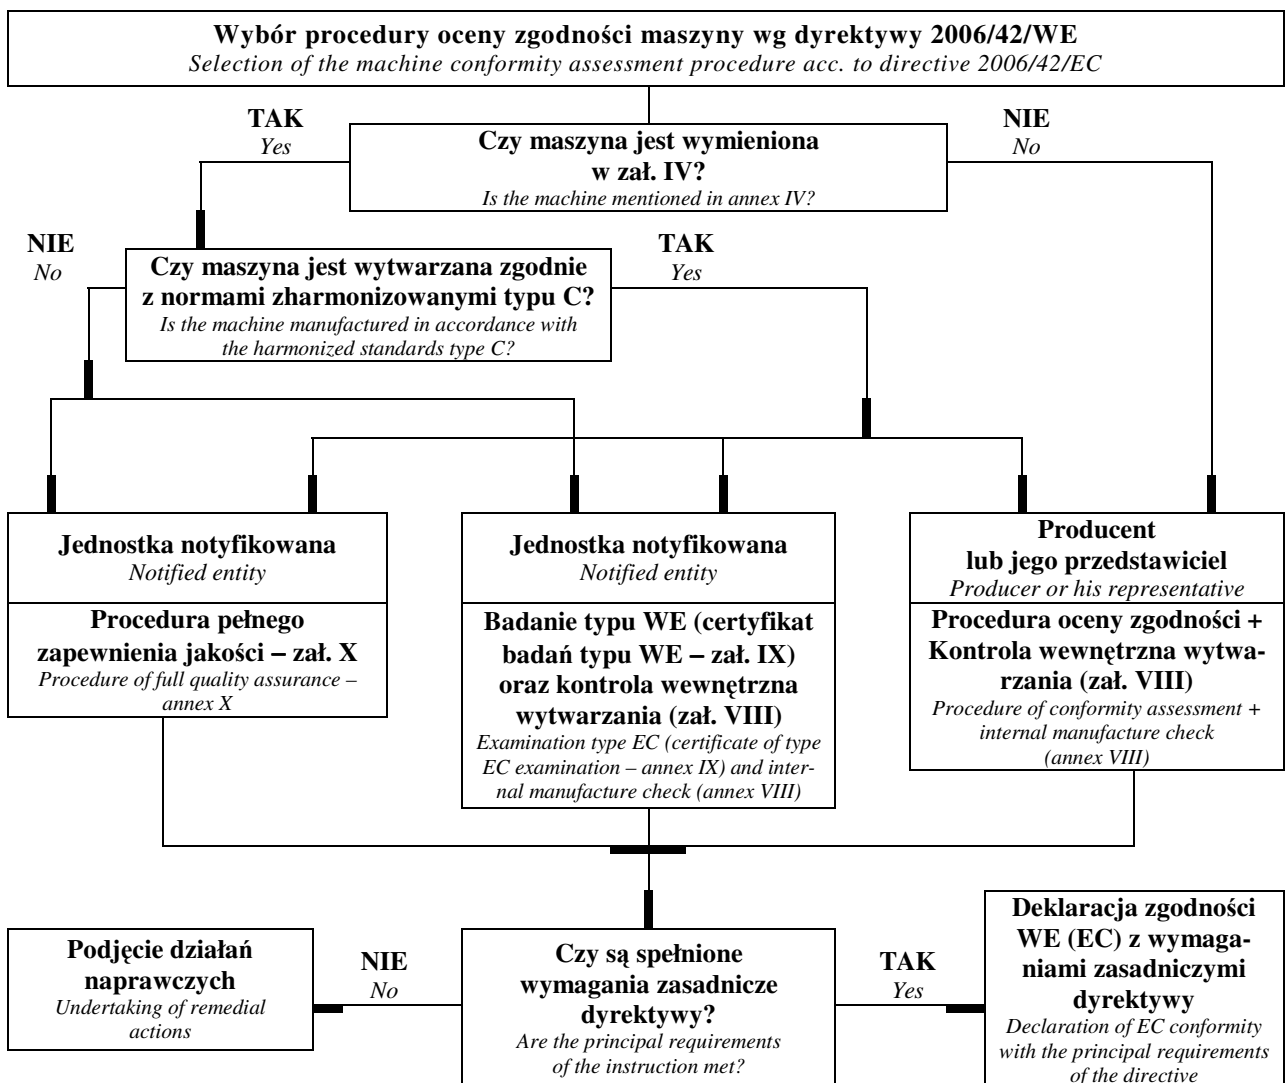 Wybór procedury oceny zgodności maszyny wg dyrektywy 2006/42/WE
Selection of the machine conformity assessment procedure acc. to directive 2006/42/EC
TAK
Yes
Czy maszyna jest wymieniona
w zał. IV?
Is the machine mentioned in annex IV?
NIE
No
NIE
No
Czy maszyna jest wytwarzana zgodnie
z normami zharmonizowanymi typu C?
Is the machine manufactured in accordance with
the harmonized standards type C?
TAK
Yes
Jednostka notyfikowana
Notified entity
Procedura pełnego
zapewnienia jakości – zał. X
Procedure of full quality assurance –
annex X
Jednostka notyfikowana
Notified entity
Badanie typu WE (certyfikat
badań typu WE – zał. IX)
oraz kontrola wewnętrzna
wytwarzania (zał. VIII)
Examination type EC (certificate of type
EC examination – annex IX) and inter-
nal manufacture check (annex VIII)
Producent
lub jego przedstawiciel
Producer or his representative
Procedura oceny zgodności +
Kontrola wewnętrzna wytwa-
rzania (zał. VIII)
Procedure of conformity assessment +
internal manufacture check
(annex VIII)
Podjęcie działań
naprawczych
Undertaking of remedial
actions
NIE
No
Czy są spełnione
wymagania zasadnicze
dyrektywy?
Are the principal requirements
of the instruction met?
TAK
Yes
Deklaracja zgodności
WE (EC) z wymaga-
niami zasadniczymi
dyrektywy
Declaration of EC conformity
with the principal requirements
of the directive